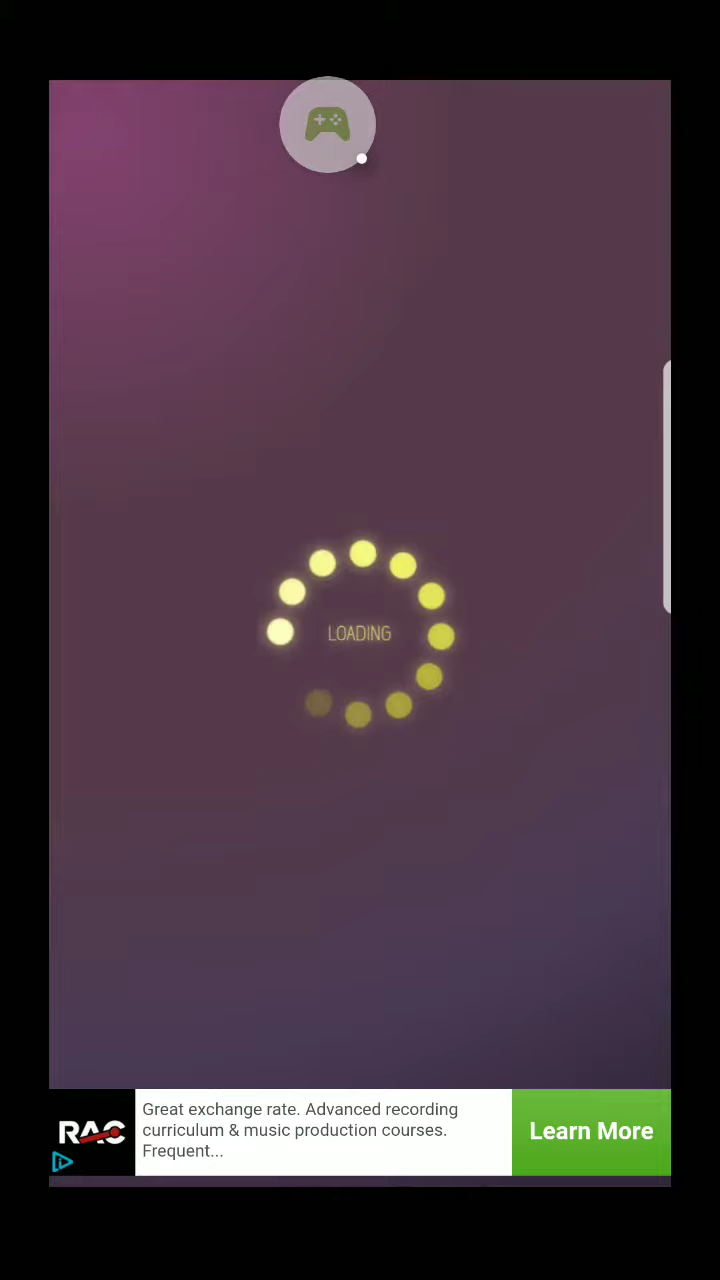 LOADING
RAC
Great exchange rate. Advanced recording
curriculum & music production courses.
Frequent...
Learn More